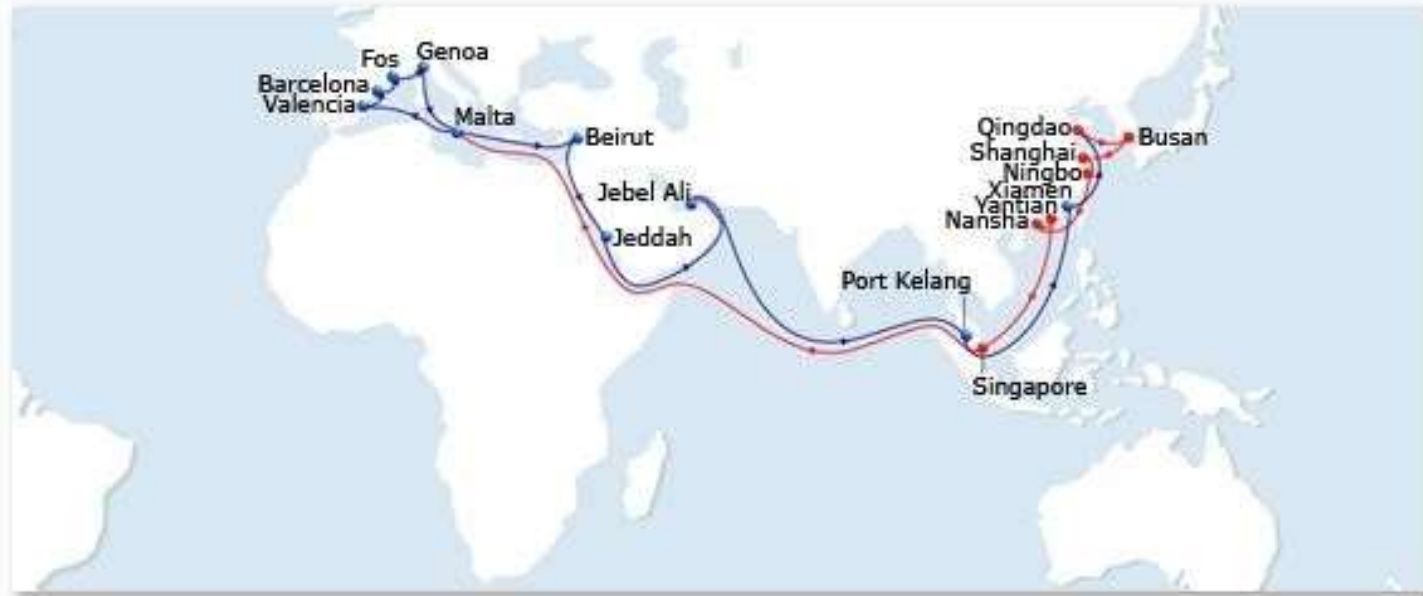 Genoa
Fos
Barcelona
Valencia
Malta
Beirut
Qingdao
Busan
Shanghai
Ningbo
Xiamen
Yantian
Nansha
Jebel Ali
Jeddah
Port Kelang
Singapore